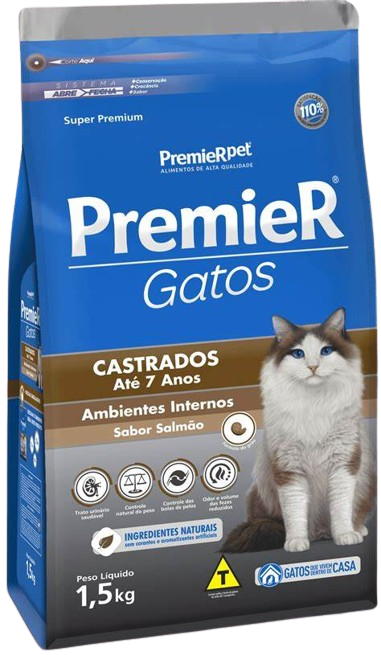 Corte Aqui
SISTEMA
ABRE FECHA
Conservação
Crocância
Sabor
Super Premium
110%
PremieRpet
ALIMENTOS DE ALTA QUALIDADE
PremieR®
Gatos
CASTRADOS
Até 7 Anos
Ambientes Internos
Sabor Salmão
Trato urinário
saudável
Controle
natural do peso
Controle das
bolas de pelos
Odor e volume
das fezes
reduzidos
INGREDIENTES NATURAIS
sem corantes e aromatizantes artificiais
Peso Líquido
1,5kg
1,5kg
T
GATOS QUE VIVEM
DENTRO DE CASA